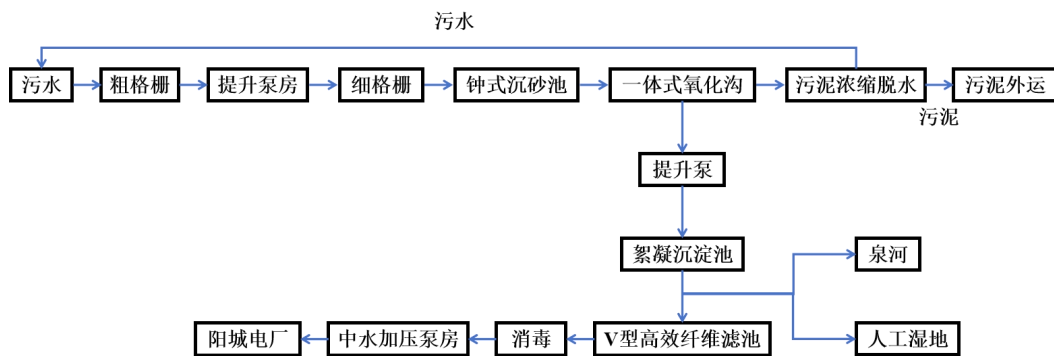 污水
污水
粗格栅
提升泵房
细格栅
钟式沉砂池
一体式氧化沟
污泥浓缩脱水
污泥外运
污泥
提升泵
絮凝沉淀池
泉河
阳城电厂
中水加压泵房
消毒
V型高效纤维滤池
人工湿地